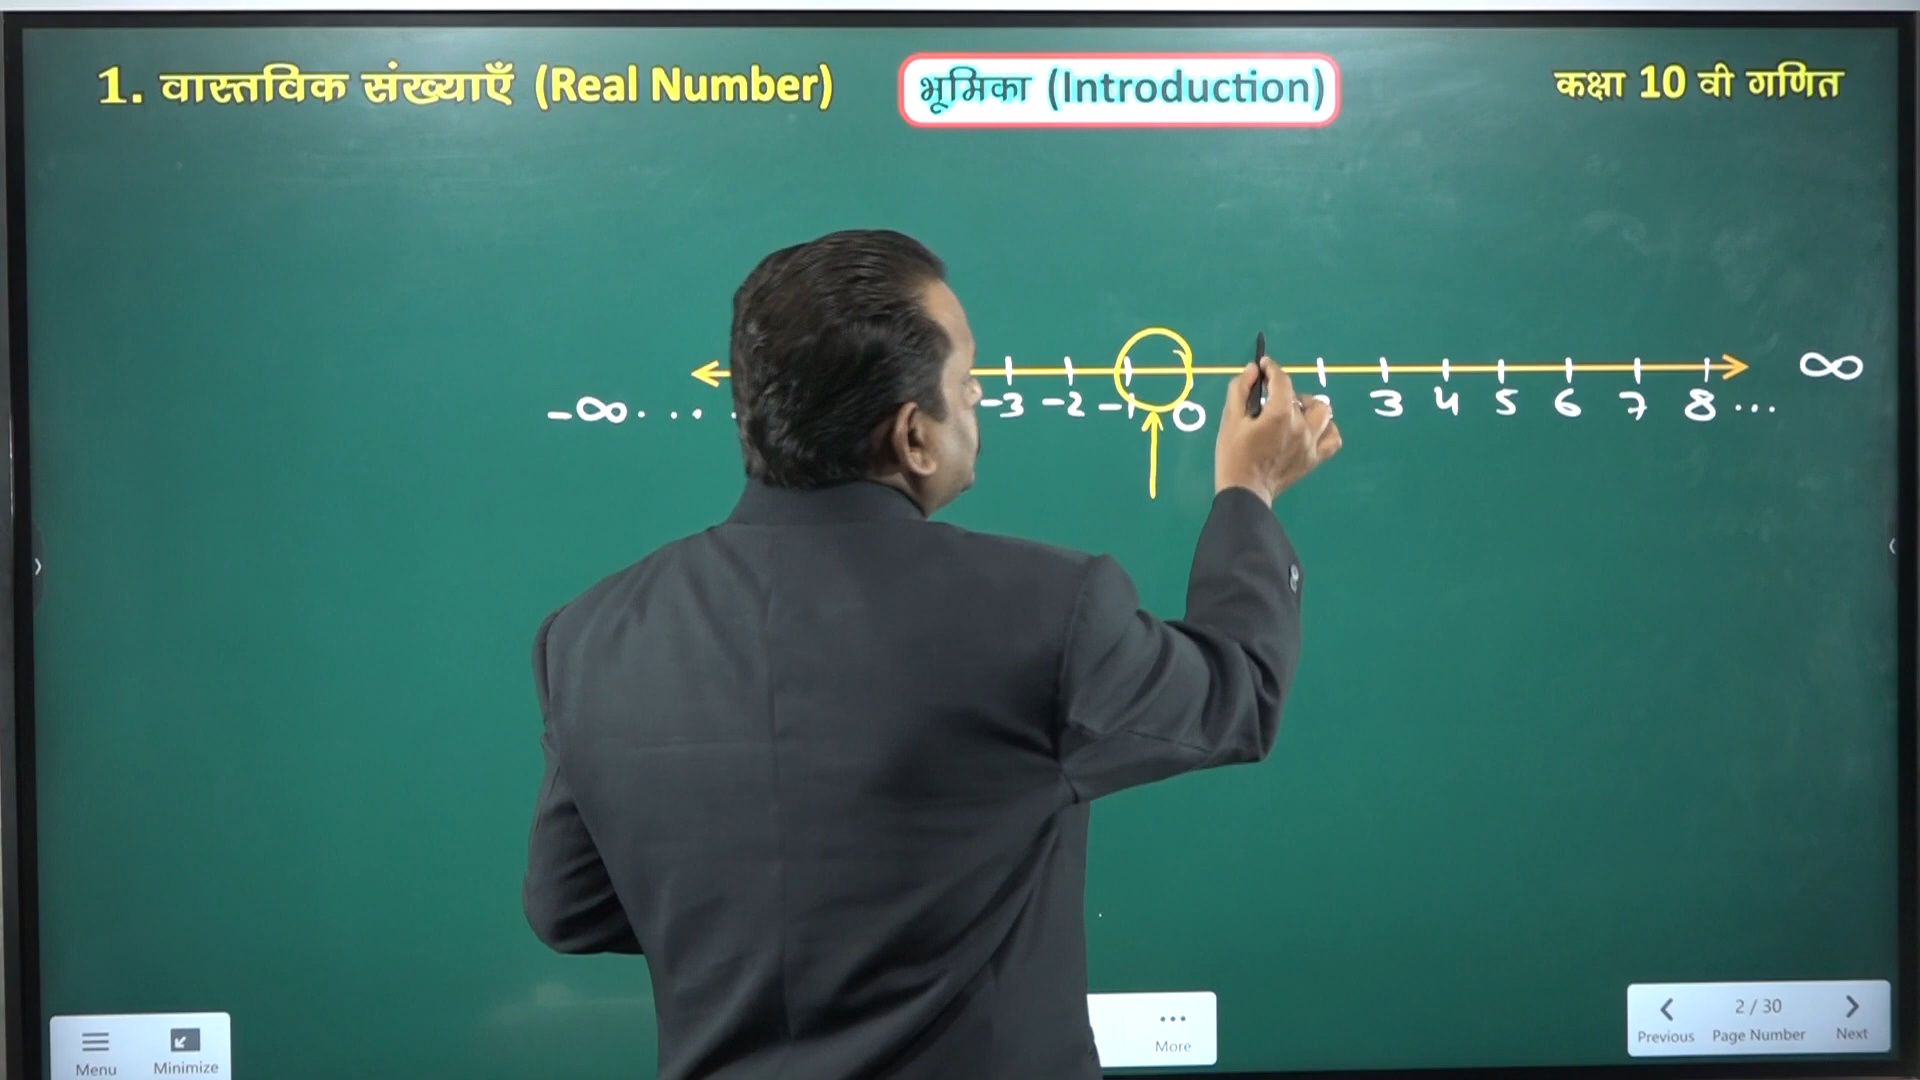 1. वास्तविक संख्याएँ (Real Number) भूमिका (Introduction) कक्षा 10 वी गणित
∞
-∞ . . . -3 -2 -1 0 3 4 5 6 7 8 ...
Menu Minimize More Previous 2 / 30 Page Number Next